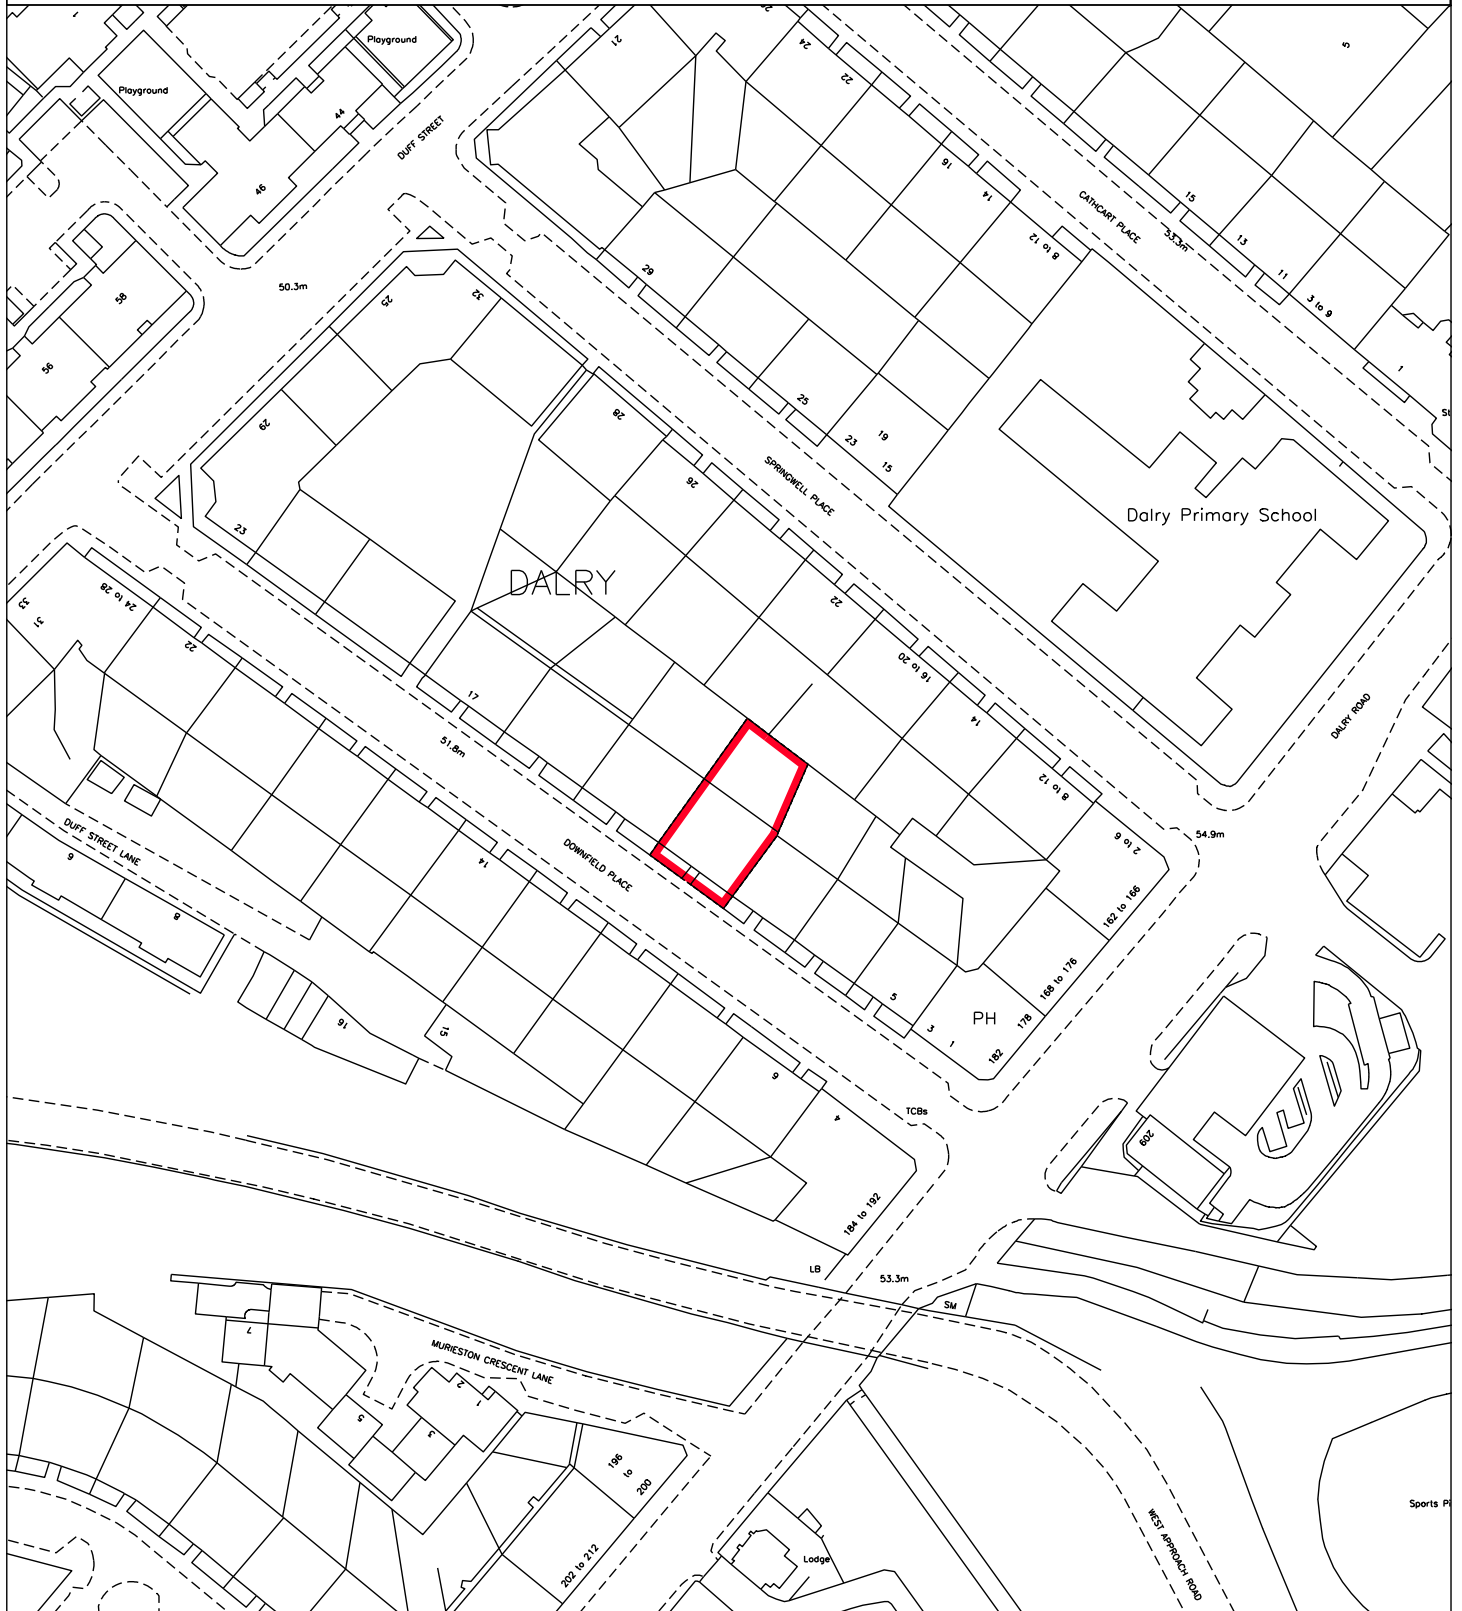 Playground
Playground
21
24
22
5
44
46
DUFF STREET
16
14
15
CATHCART PLACE
53.3m
13
8 to 12
11
3 to 9
1
29
50.3m
58
25
32
56
28
25
23
19
15
29
26
SPRINGWELL PLACE
Dalry Primary School
23
DALRY
24 to 28
33
31
22
22
16 to 20
17
14
51.8m
DALRY ROAD
8 to 12
54.9m
2 to 6
DUFF STREET LANE
6
8
14
DOWNFIELD PLACE
162 to 166
168 to 176
5
3
1
PH
178
182
16
15
6
4
TCBs
209
184 to 192
LB
53.3m
SM
7
MURIESTON CRESCENT LANE
2
1
5
3
196
to
200
202 to 212
Lodge
WEST APPROACH ROAD
Sports Pi